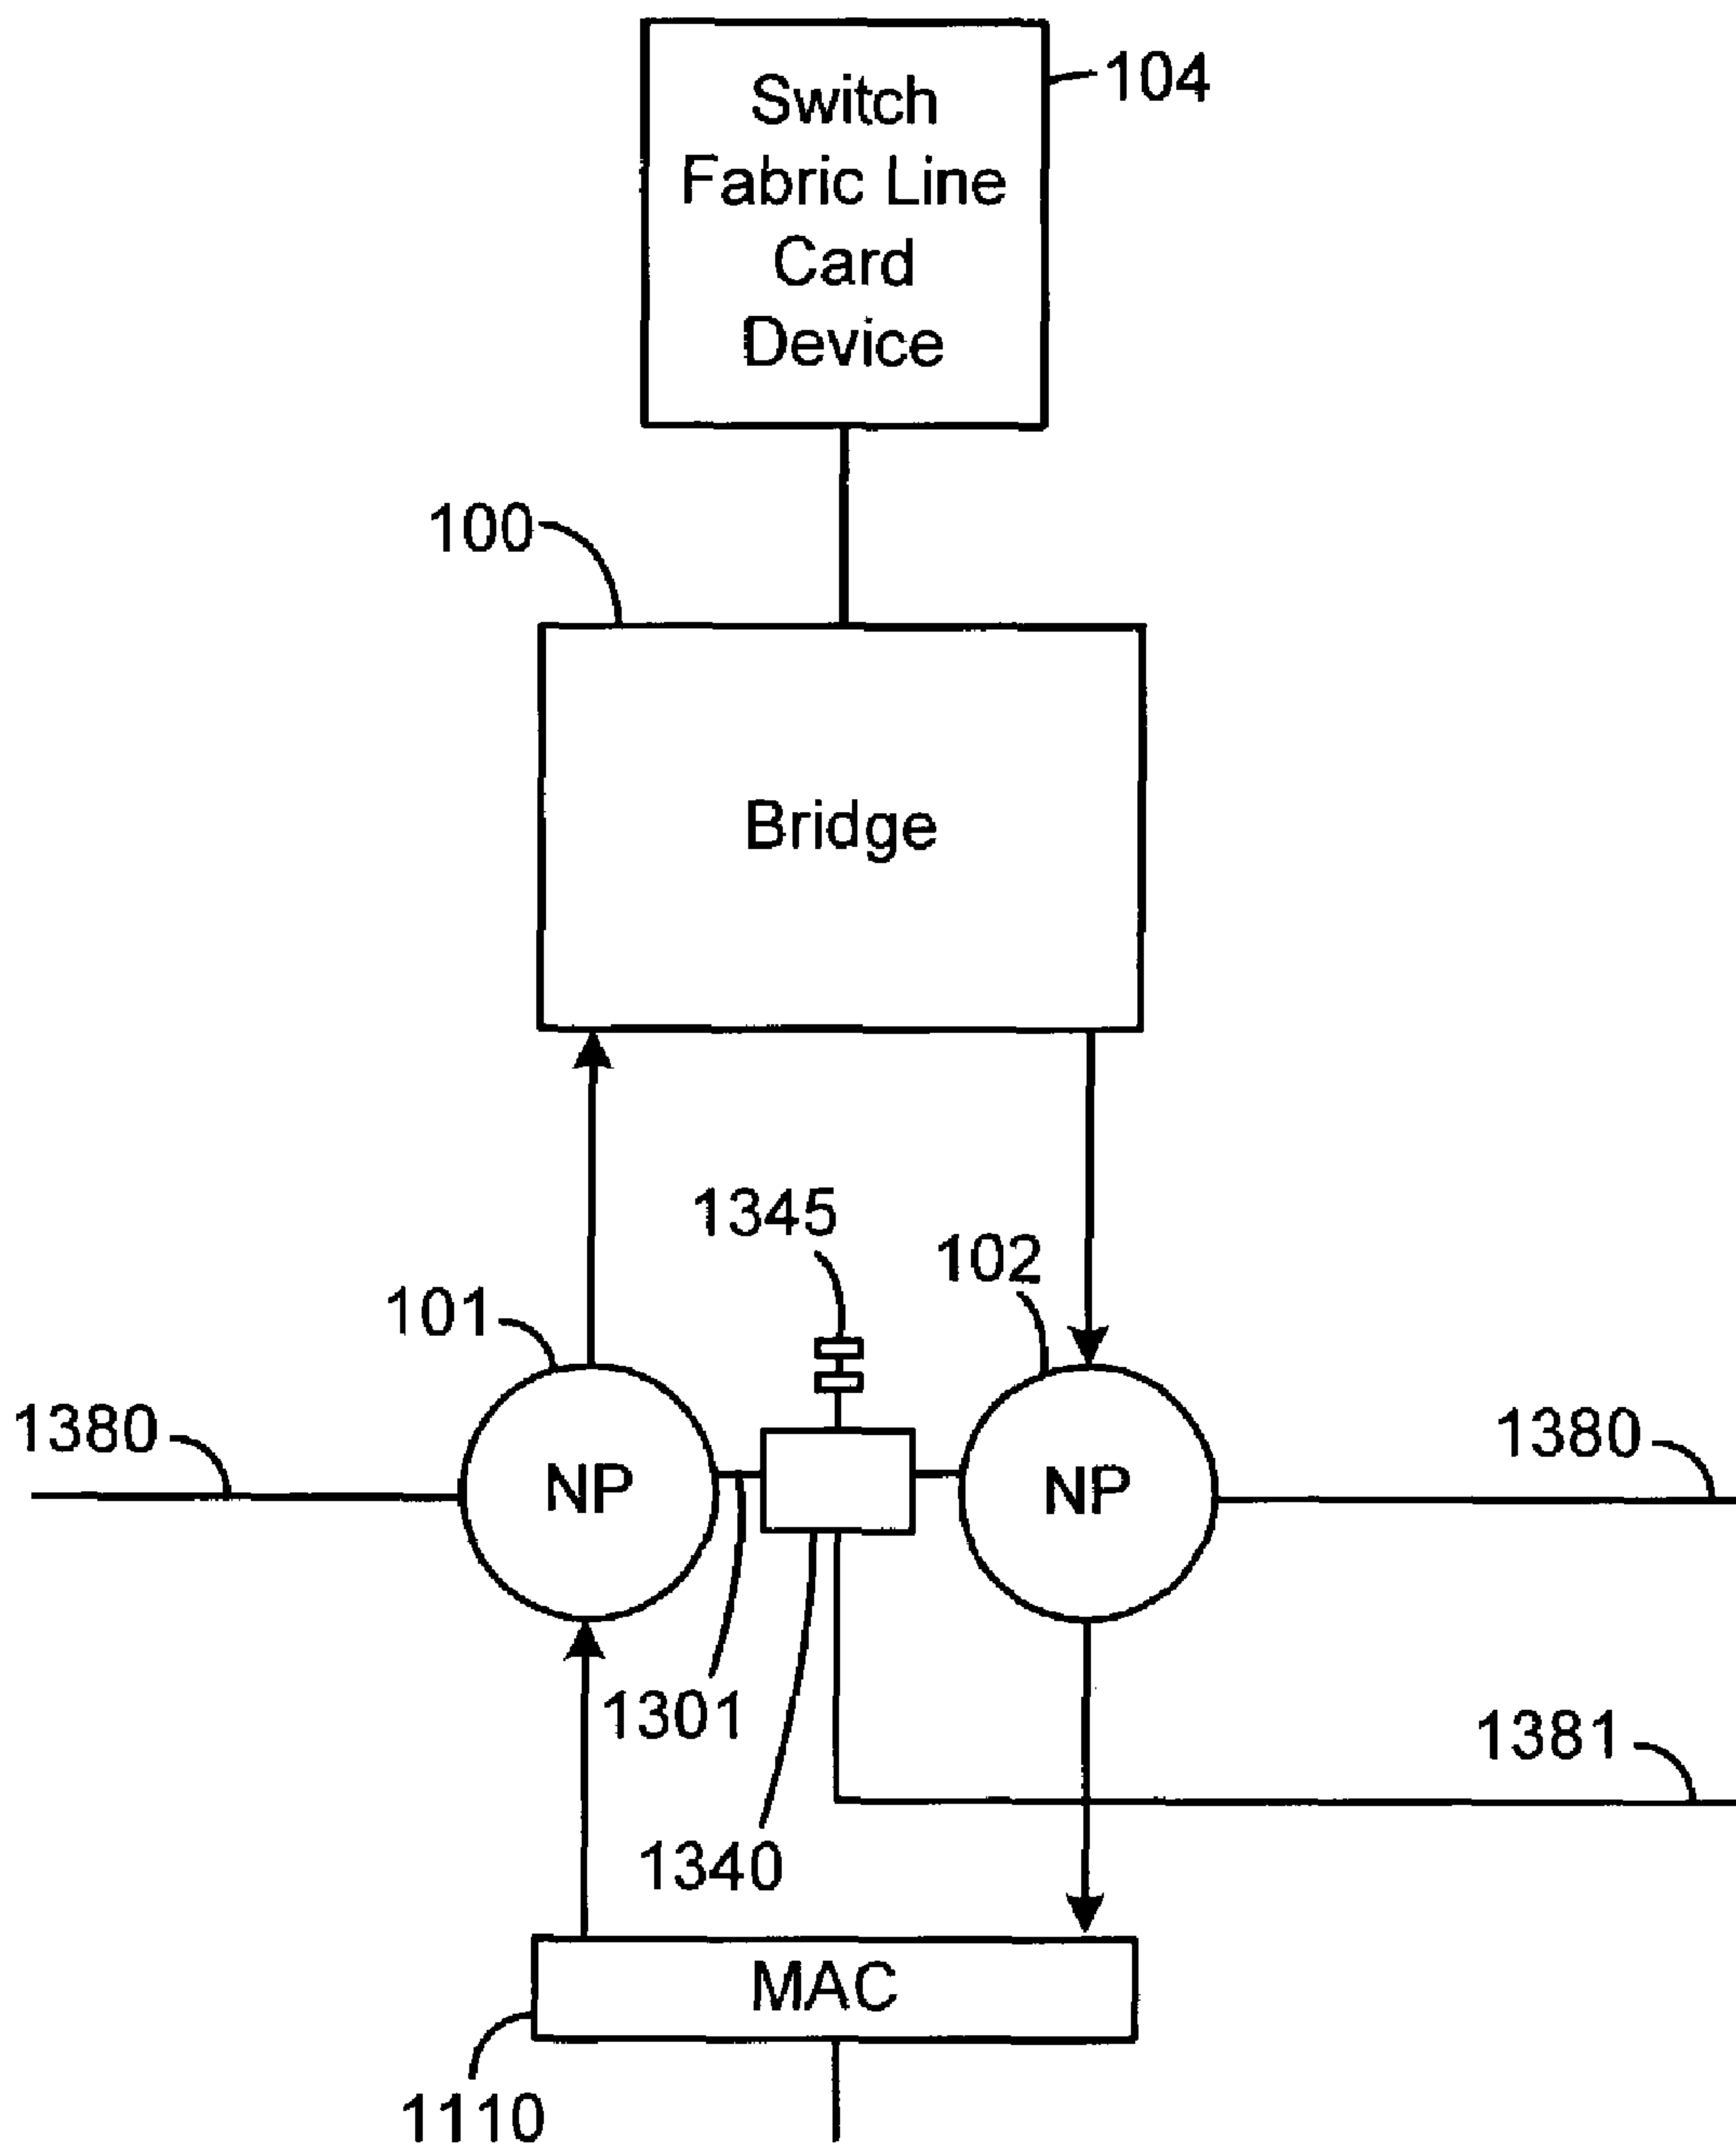 Switch
Fabric Line
Card
Device
104
100
Bridge
1345
102
101
1380
NP
NP
1380
1301
1381
1340
MAC
1110